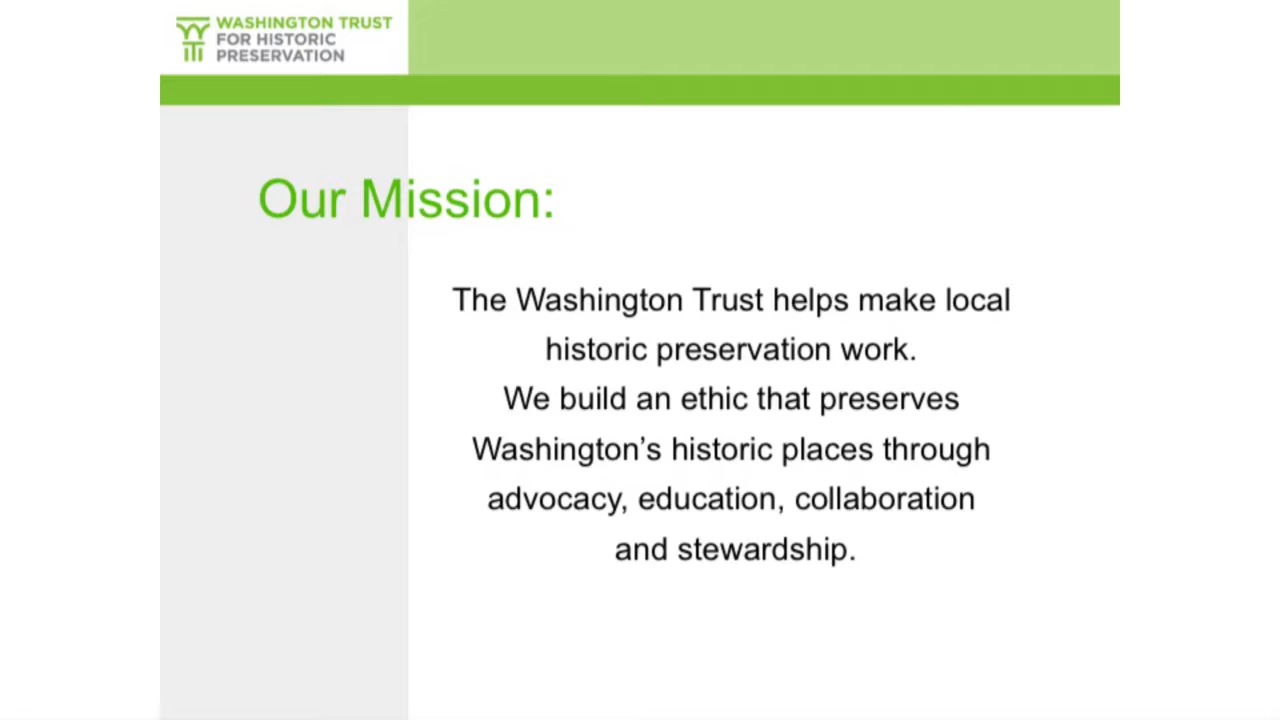 WASHINGTON TRUST
FOR HISTORIC
PRESERVATION
Our Mission:
The Washington Trust helps make local
historic preservation work.
We build an ethic that preserves
Washington’s historic places through
advocacy, education, collaboration
and stewardship.